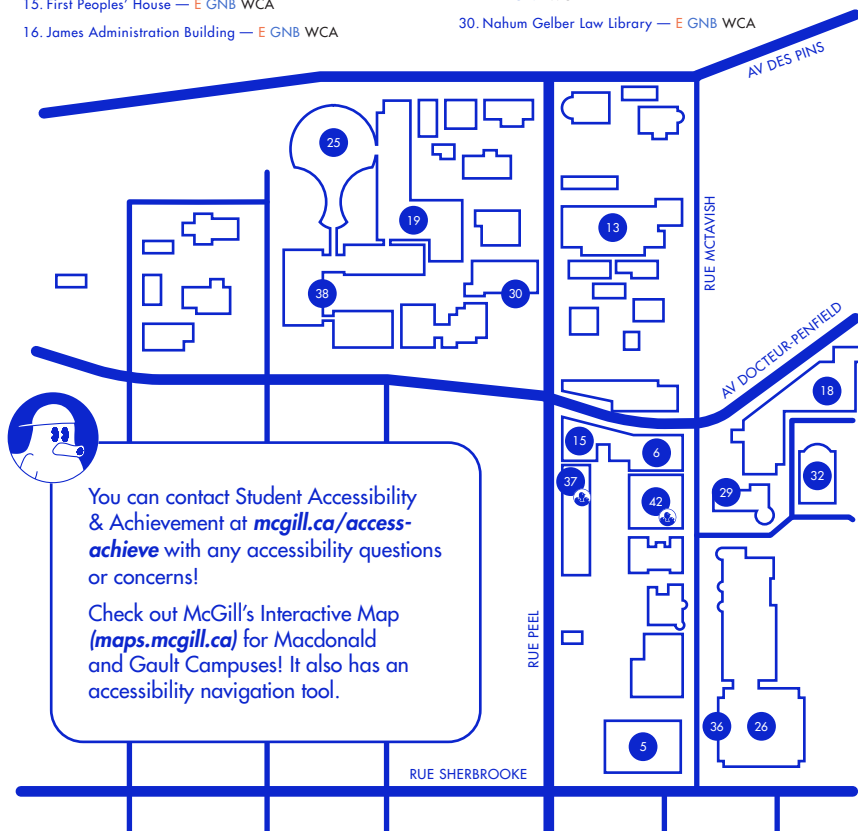 15. First Peoples' House — E GNB WCA
16. James Administration Building — E GNB WCA
30. Nahum Gelber Law Library — E GNB WCA
AV DES PINS
25
19
13
RUE MCTAVISH
38
30
AV DOCTEUR-PENFIELD
18
15
6
37
42
29
32
You can contact Student Accessibility
& Achievement at mcgill.ca/access-
achieve with any accessibility questions
or concerns!
Check out McGill's Interactive Map
(maps.mcgill.ca) for Macdonald
and Gault Campuses! It also has an
accessibility navigation tool.
RUE PEEL
36
26
5
RUE SHERBROOKE